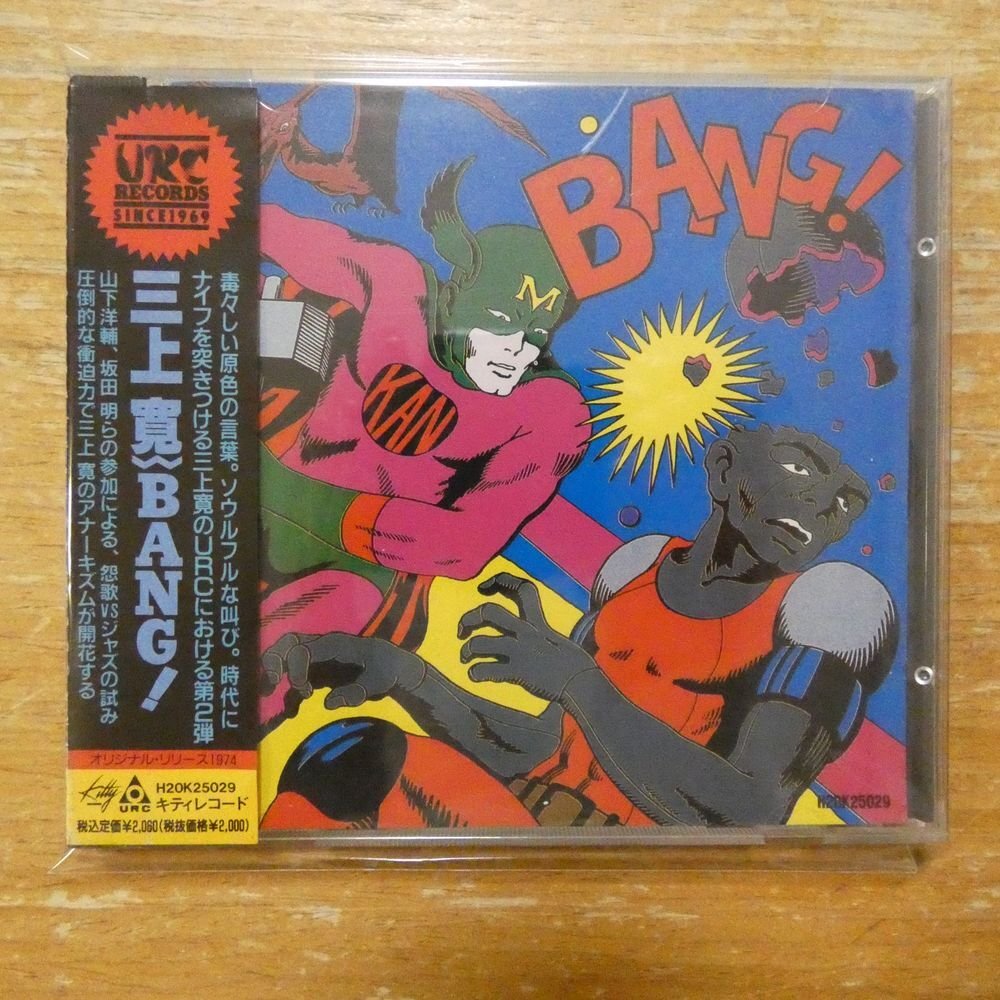 URC
RECORDS
SINCE1969
三上 寛《BANG!
毒々しい原色の言葉。ソウルフルな叫び。時代に
ナイフを突きつける三上寛のURCにおける第2弾
山下洋輔、坂田 明らの参加による、怨歌VSジャズの試み
圧倒的な衝迫力で三上 寛のアナーキズムが開花する
オリジナル・リリース1974
Kitty
URC
H20K25029
キティレコード
税込定価¥2,060(税抜価格¥2,000)
BANG!
M
KAN
H20K25029